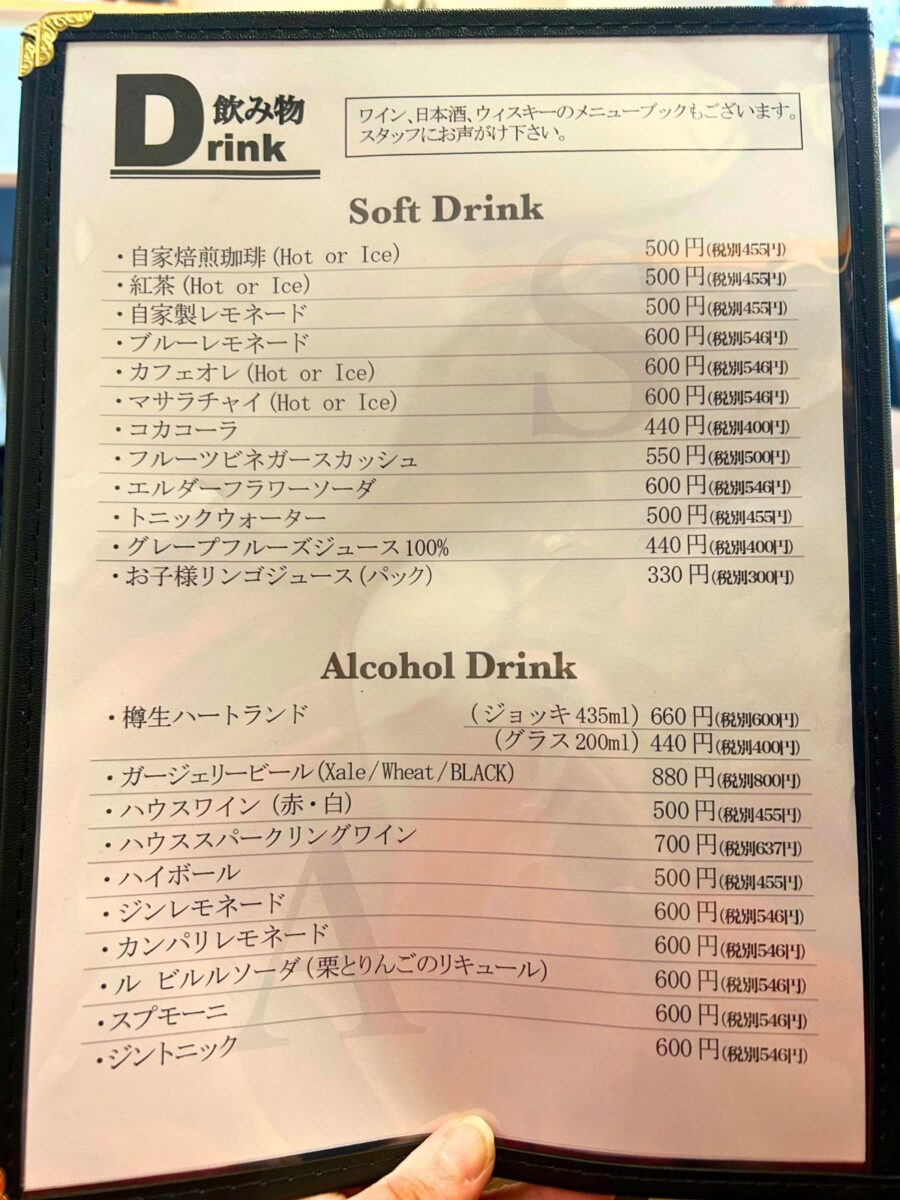 Drink 飲み物
ワイン、日本酒、ウィスキーのメニューブックもございます。
スタッフにお声がけ下さい。
Soft Drink
・自家焙煎珈琲(Hot or Ice) 500円(税別455円)
・紅茶(Hot or Ice) 500円(税別455円)
・自家製レモネード 500円(税別455円)
・ブルーレモネード 600円(税別546円)
・カフェオレ(Hot or Ice) 600円(税別546円)
・マサラチャイ(Hot or Ice) 600円(税別546円)
・コカコーラ 440円(税別400円)
・フルーツビネガースカッシュ 550円(税別500円)
・エルダーフラワーソーダ 600円(税別546円)
・トニックウォーター 500円(税別455円)
・グレープフルーズジュース100% 440円(税別400円)
・お子様リンゴジュース(パック) 330円(税別300円)
Alcohol Drink
・樽生ハートランド (ジョッキ435ml) 660円(税別600円)
(グラス200ml) 440円(税別400円)
・ガージェリービール(Xale/Wheat/BLACK) 880円(税別800円)
・ハウスワイン (赤・白) 500円(税別455円)
・ハウススパークリングワイン 700円(税別637円)
・ハイボール 500円(税別455円)
・ジンレモネード 600円(税別546円)
・カンパリレモネード 600円(税別546円)
・ル ビルルソーダ(栗とりんごのリキュール) 600円(税別546円)
・スプモーニ 600円(税別546円)
・ジントニック 600円(税別546円)